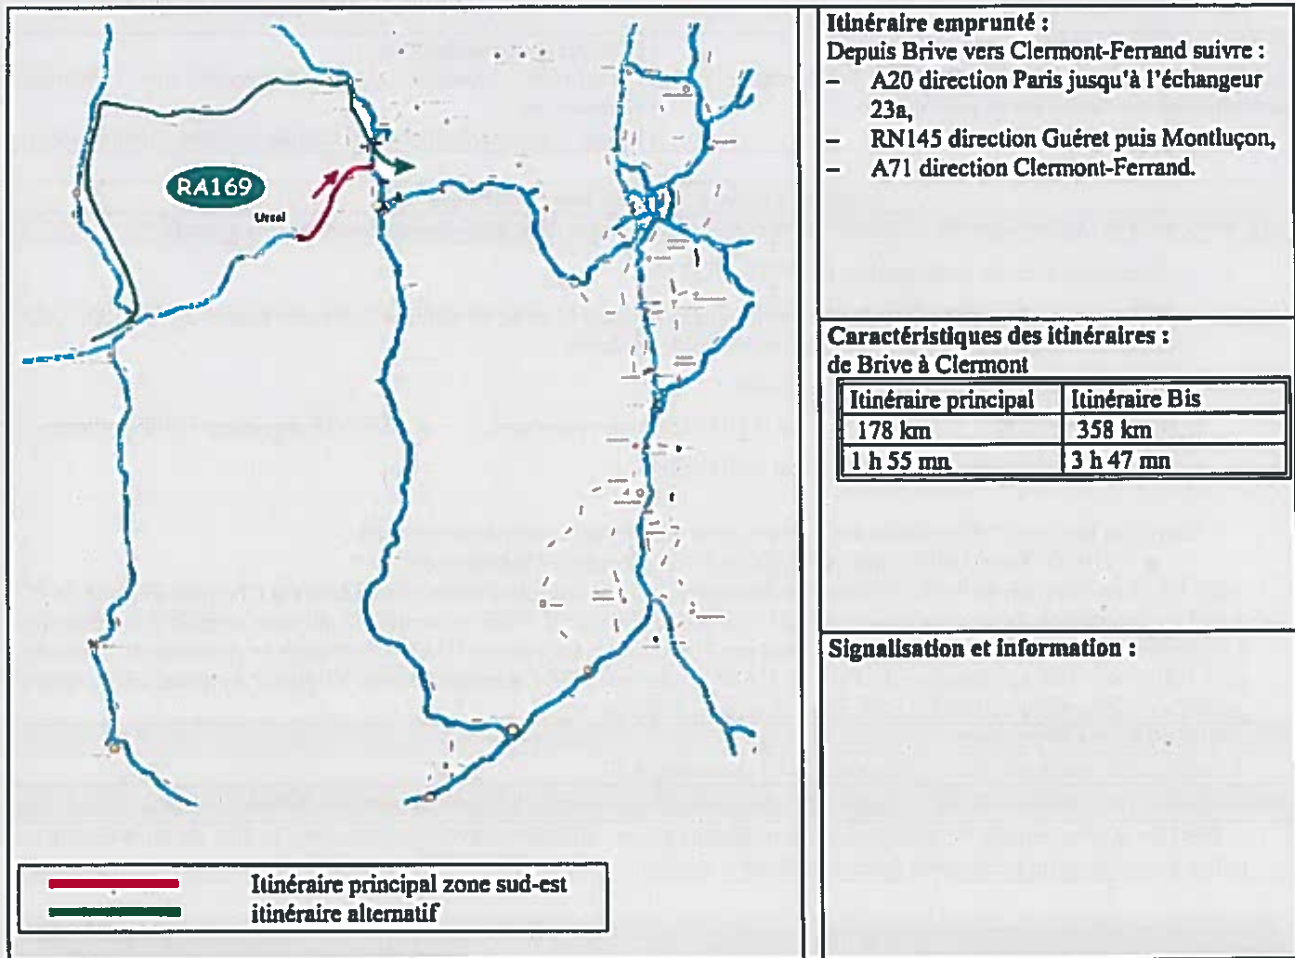 RA169
Ussel
Itinéraire principal zone sud-est
itinéraire alternatif
Itinéraire emprunté :
Depuis Brive vers Clermont-Ferrand suivre :
– A20 direction Paris jusqu'à l'échangeur
23a,
– RN145 direction Guéret puis Montluçon,
– A71 direction Clermont-Ferrand.
Caractéristiques des itinéraires :
de Brive à Clermont
Itinéraire principal Itinéraire Bis
178 km 358 km
1 h 55 mn 3 h 47 mn
Signalisation et information :